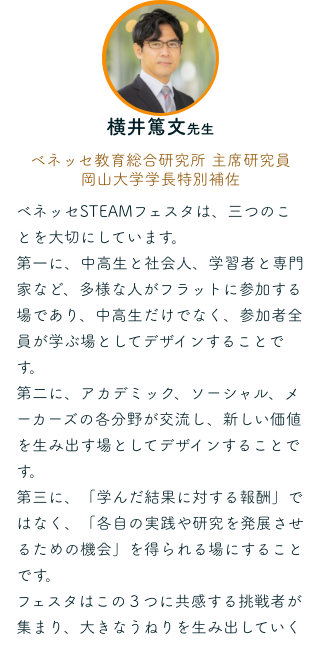 横井篤文先生
ベネッセ教育総合研究所 主席研究員
岡山大学学長特別補佐
ベネッセSTEAMフェスタは、三つのこ
とを大切にしています。
第一に、中高生と社会人、学習者と専門
家など、多様な人がフラットに参加する
場であり、中高生だけでなく、参加者全
員が学ぶ場としてデザインすることで
す。
第二に、アカデミック、ソーシャル、メ
ーカーズの各分野が交流し、新しい価値
を生み出す場としてデザインすることで
す。
第三に、「学んだ結果に対する報酬」で
はなく、「各自の実践や研究を発展させ
るための機会」を得られる場にすること
です。
フェスタはこの３つに共感する挑戦者が
集まり、大きなうねりを生み出していく